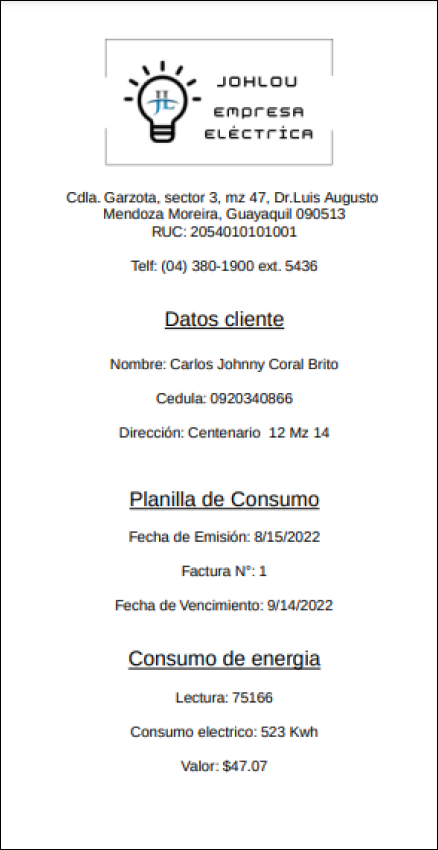 JL
JOHLOU
EMPRESA
ELÉCTRICA
Cdla. Garzota, sector 3, mz 47, Dr.Luis Augusto
Mendoza Moreira, Guayaquil 090513
RUC: 2054010101001
Telf: (04) 380-1900 ext. 5436
Datos cliente
Nombre: Carlos Johnny Coral Brito
Cedula: 0920340866
Dirección: Centenario  12 Mz 14
Planilla de Consumo
Fecha de Emisión: 8/15/2022
Factura N°: 1
Fecha de Vencimiento: 9/14/2022
Consumo de energia
Lectura: 75166
Consumo electrico: 523 Kwh
Valor: $47.07